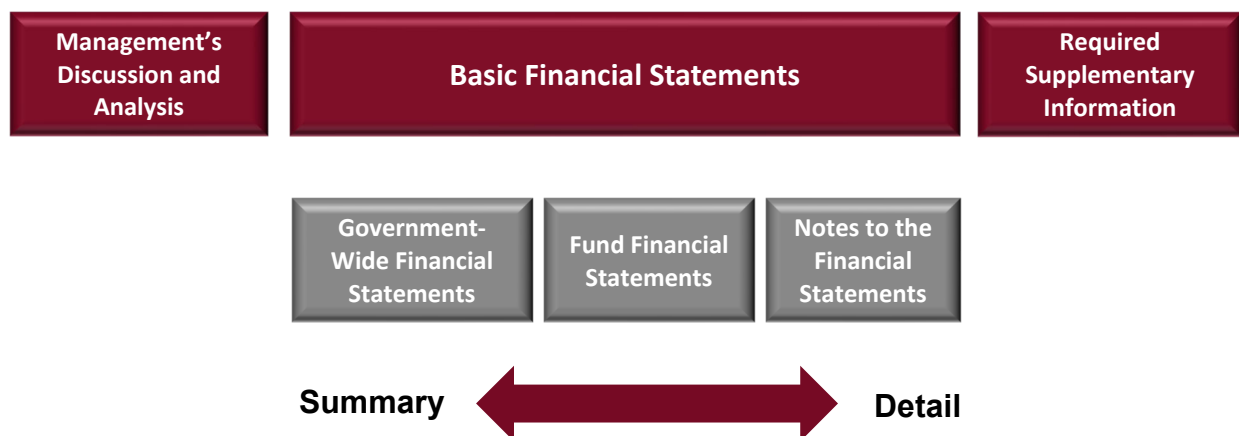 Management’s
Discussion and
Analysis
Basic Financial Statements
Required
Supplementary
Information
Government-
Wide Financial
Statements
Fund Financial
Statements
Notes to the
Financial
Statements
Summary
Detail